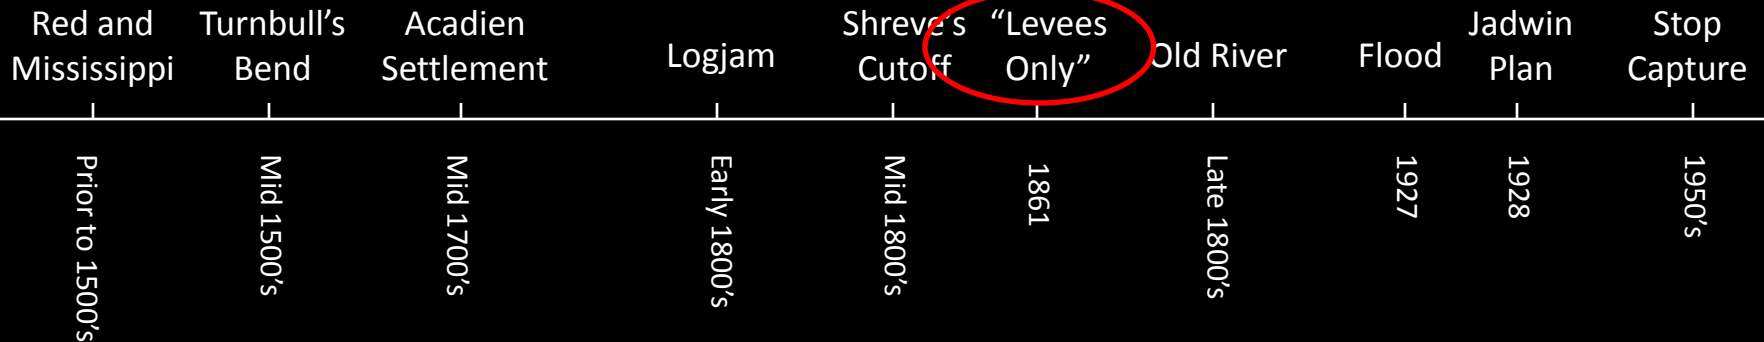 Red and
Mississippi
Turnbull’s
Bend
Acadien
Settlement
Logjam
Shreve’s
Cutoff
“Levees
Only”
Old River
Flood
Jadwin
Plan
Stop
Capture
Prior to 1500’s
Mid 1500’s
Mid 1700’s
Early 1800’s
Mid 1800’s
1861
Late 1800’s
1927
1928
1950’s